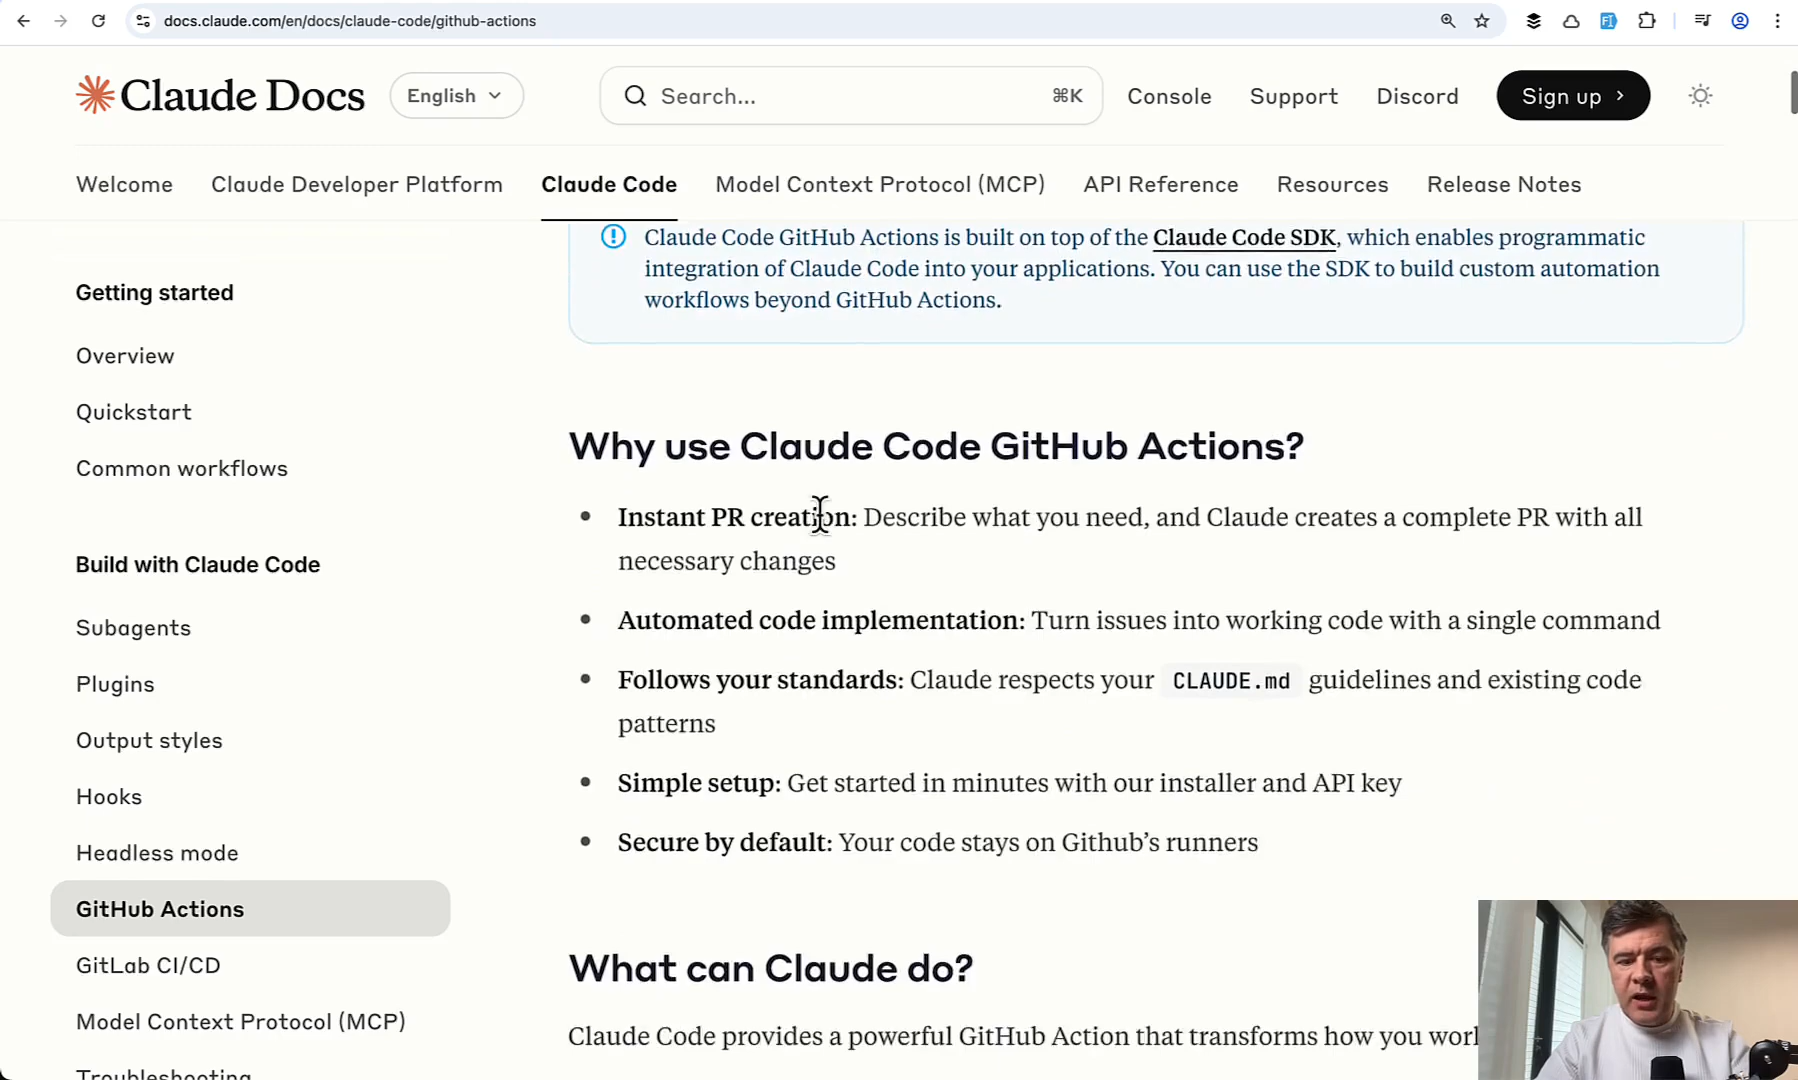 docs.claude.com/en/docs/claude-code/github-actions
Claude Docs
English
Search...
⌘K
Console
Support
Discord
Sign up
Welcome
Claude Developer Platform
Claude Code
Model Context Protocol (MCP)
API Reference
Resources
Release Notes
Getting started
Overview
Quickstart
Common workflows
Build with Claude Code
Subagents
Plugins
Output styles
Hooks
Headless mode
GitHub Actions
GitLab CI/CD
Model Context Protocol (MCP)
Troubleshooting
Claude Code GitHub Actions is built on top of the Claude Code SDK, which enables programmatic
integration of Claude Code into your applications. You can use the SDK to build custom automation
workflows beyond GitHub Actions.
Why use Claude Code GitHub Actions?
Instant PR creation: Describe what you need, and Claude creates a complete PR with all
necessary changes
Automated code implementation: Turn issues into working code with a single command
Follows your standards: Claude respects your CLAUDE.md guidelines and existing code
patterns
Simple setup: Get started in minutes with our installer and API key
Secure by default: Your code stays on Github’s runners
What can Claude do?
Claude Code provides a powerful GitHub Action that transforms how you work